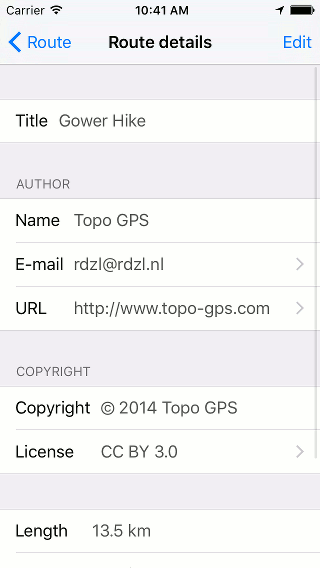 Carrier 10:41 AM
Route Route details Edit
Title Gower Hike
AUTHOR
Name Topo GPS
E-mail rdzl@rdzl.nl
URL http://www.topo-gps.com
COPYRIGHT
Copyright © 2014 Topo GPS
License CC BY 3.0
Length 13.5 km